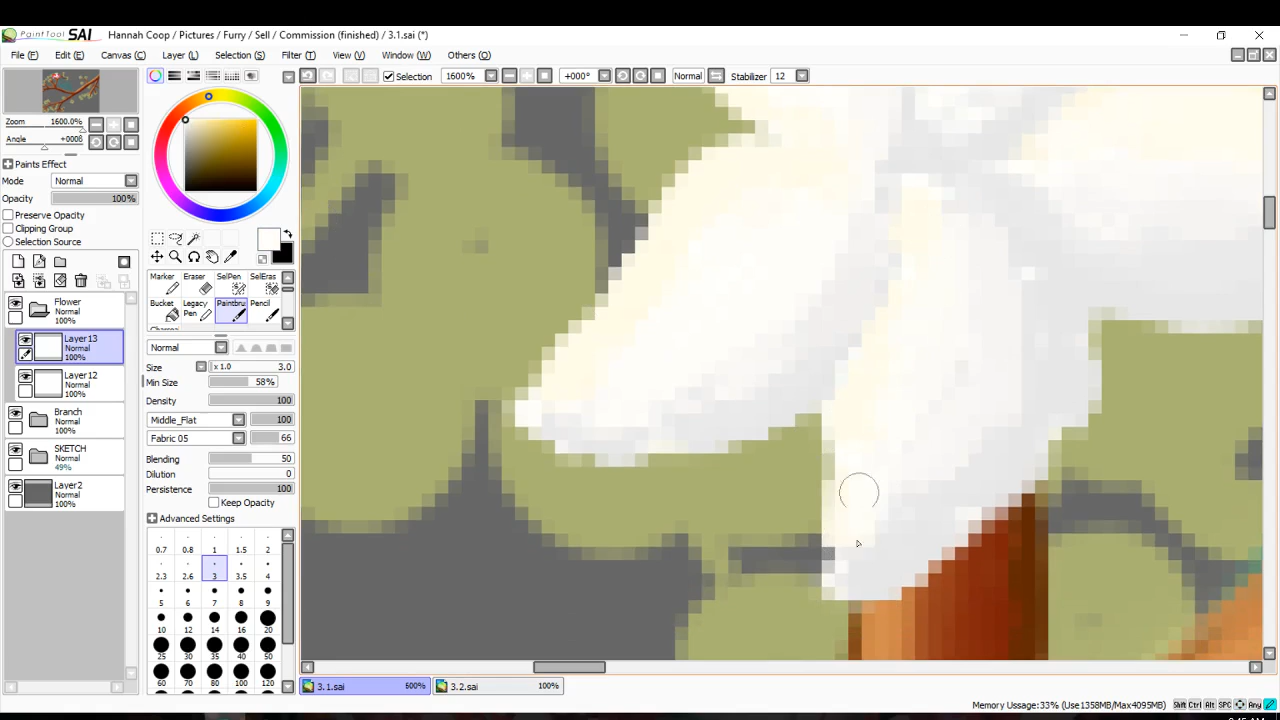 PaintTool SAI Hannah Coop / Pictures / Furry / Sell / Commission (finished) / 3.1.sai (*)
File (F) Edit (E) Canvas (C) Layer (L) Selection (S) Filter (T) View (V) Window (W) Others (O)
Selection 1600% +000° Normal Stabilizer 12
Zoom 1600.0%
Angle +000ß
Paints Effect
Mode Normal
Opacity 100%
Preserve Opacity
Clipping Group
Selection Source
Flower
Normal
100%
Layer13
Normal
100%
Layer12
Normal
100%
Branch
Normal
100%
SKETCH
49%
Layer2
Normal
100%
Marker Eraser SelPen SelEras
Bucket Legacy Pen Paintbru Pencil
Normal
Size x 1.0 3.0
Min Size 58%
Density 100
Middle_Flat 100
Fabric 05 66
Blending 50
Dilution 0
Persistence 100
Keep Opacity
Advanced Settings
0.7 0.8 1 1.5 2
2.3 2.6 3 3.5 4
5 6 7 8 9
10 12 14 16 20
25 30 35 40 50
60 70 80 100 120
3.1.sai 600% 3.2.sai 100%
Memory Ussage:33% (Use1358MB/Max4095MB) Shift Ctrl Alt SPC